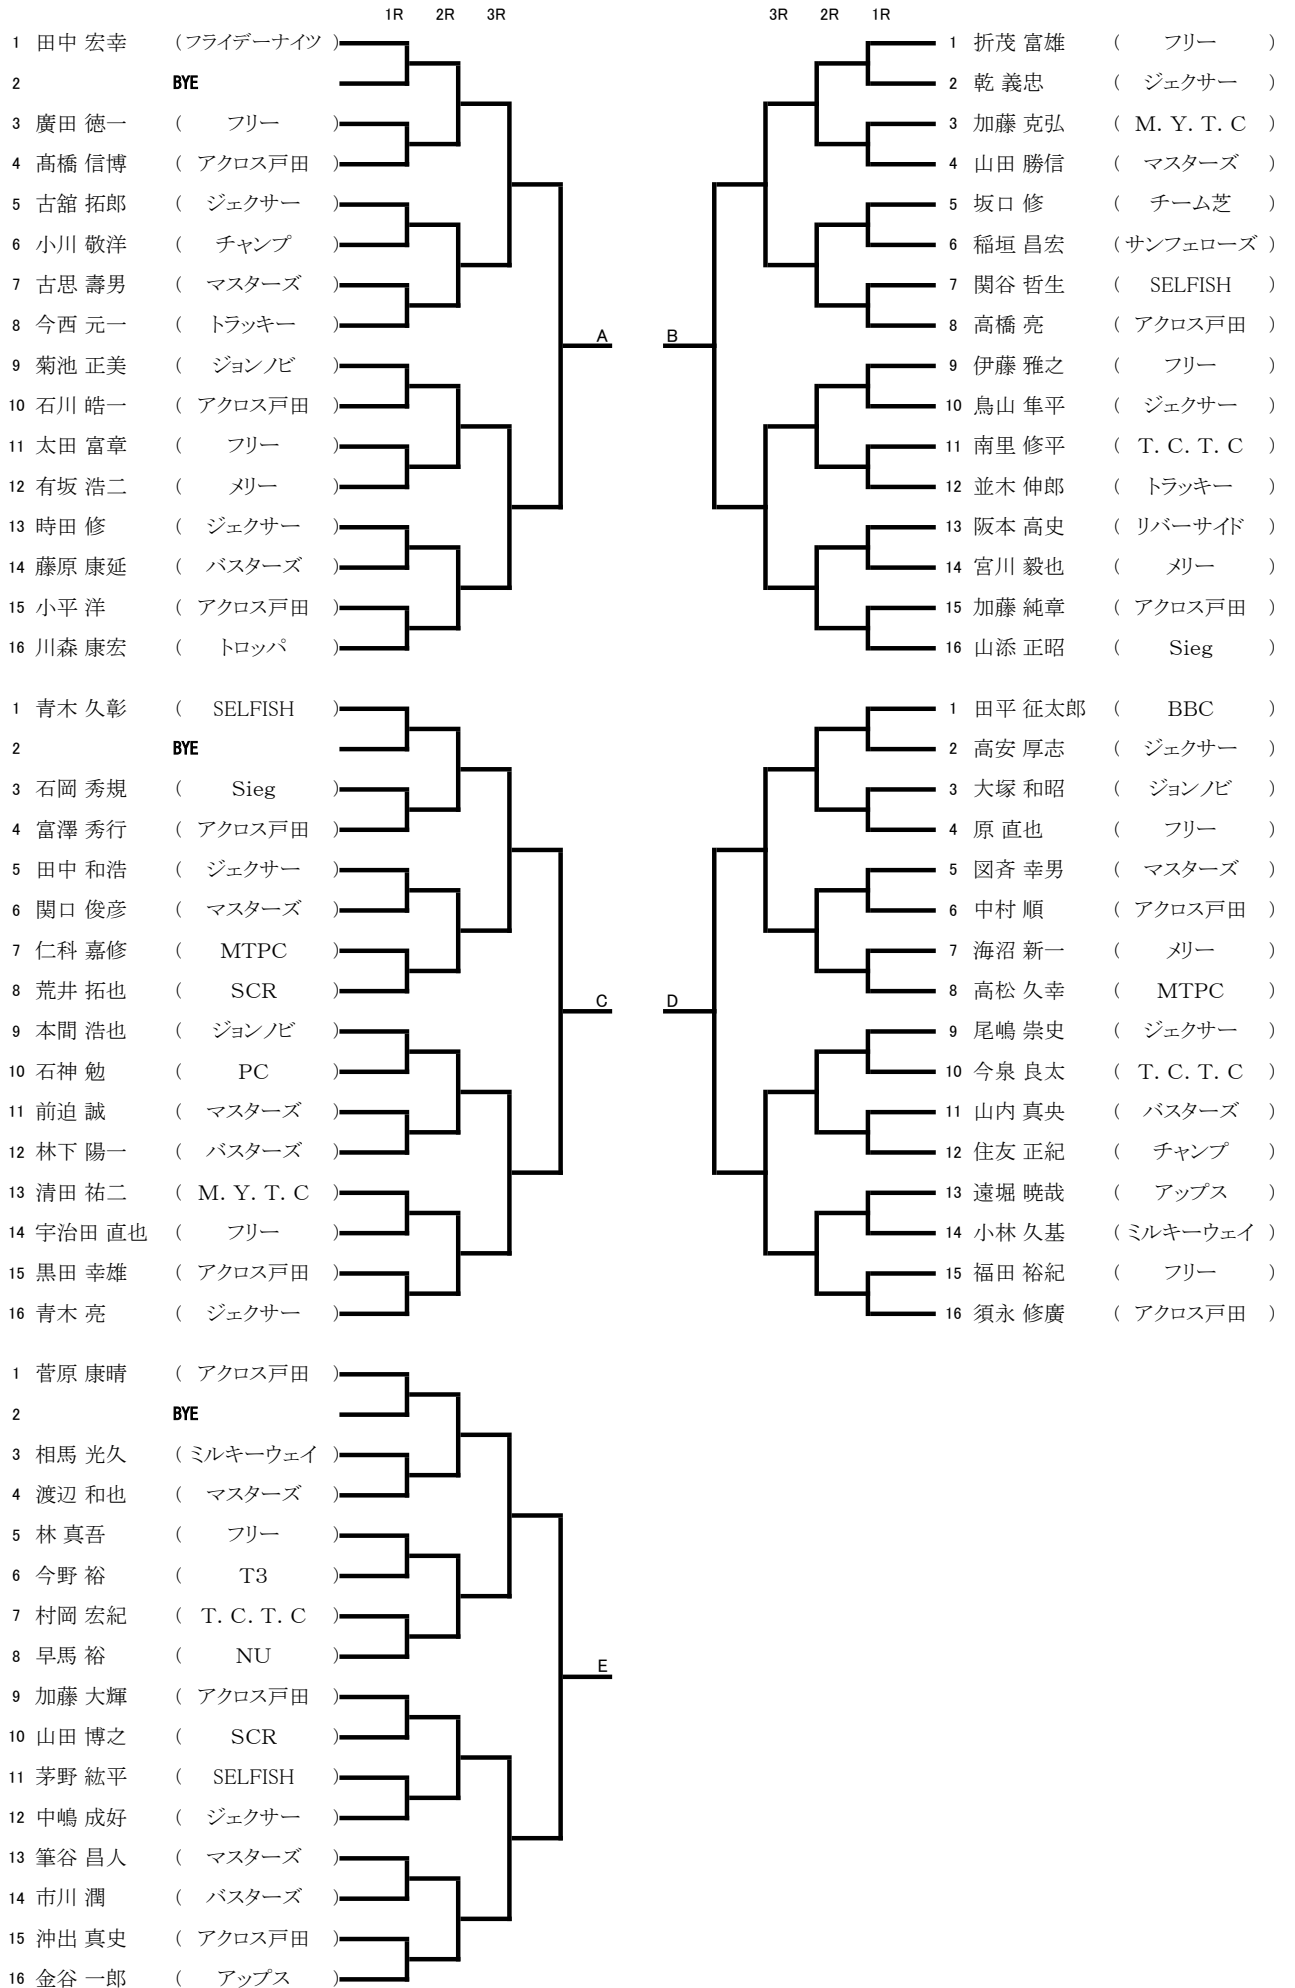 1R 2R 3R
1 田中 宏幸 (フライデーナイツ)
2 BYE
3 廣田 徳一 ( フリー )
4 髙橋 信博 ( アクロス戸田 )
5 古舘 拓郎 ( ジェクサー )
6 小川 敬洋 ( チャンプ )
7 古思 壽男 ( マスターズ )
8 今西 元一 ( トラッキー )
A
9 菊池 正美 ( ジョンノビ )
10 石川 皓一 ( アクロス戸田 )
11 太田 富章 ( フリー )
12 有坂 浩二 ( メリー )
13 時田 修 ( ジェクサー )
14 藤原 康延 ( バスターズ )
15 小平 洋 ( アクロス戸田 )
16 川森 康宏 ( トロッパ )
3R 2R 1R
1 折茂 富雄 ( フリー )
2 乾 義忠 ( ジェクサー )
3 加藤 克弘 ( M.Y.T.C )
4 山田 勝信 ( マスターズ )
5 坂口 修 ( チーム芝 )
6 稲垣 昌宏 (サンフェローズ )
7 関谷 哲生 ( SELFISH )
8 高橋 亮 ( アクロス戸田 )
B
9 伊藤 雅之 ( フリー )
10 鳥山 隼平 ( ジェクサー )
11 南里 修平 ( T.C.T.C )
12 並木 伸郎 ( トラッキー )
13 阪本 高史 ( リバーサイド )
14 宮川 毅也 ( メリー )
15 加藤 純章 ( アクロス戸田 )
16 山添 正昭 ( Sieg )
1 青木 久彰 ( SELFISH )
2 BYE
3 石岡 秀規 ( Sieg )
4 富澤 秀行 ( アクロス戸田 )
5 田中 和浩 ( ジェクサー )
6 関口 俊彦 ( マスターズ )
7 仁科 嘉修 ( MTPC )
8 荒井 拓也 ( SCR )
C
9 本間 浩也 ( ジョンノビ )
10 石神 勉 ( PC )
11 前迫 誠 ( マスターズ )
12 林下 陽一 ( バスターズ )
13 清田 祐二 ( M.Y.T.C )
14 宇治田 直也 ( フリー )
15 黒田 幸雄 ( アクロス戸田 )
16 青木 亮 ( ジェクサー )
1 田平 征太郎 ( BBC )
2 高安 厚志 ( ジェクサー )
3 大塚 和昭 ( ジョンノビ )
4 原 直也 ( フリー )
5 図斉 幸男 ( マスターズ )
6 中村 順 ( アクロス戸田 )
7 海沼 新一 ( メリー )
8 高松 久幸 ( MTPC )
D
9 尾嶋 崇史 ( ジェクサー )
10 今泉 良太 ( T.C.T.C )
11 山内 真央 ( バスターズ )
12 住友 正紀 ( チャンプ )
13 遠堀 暁哉 ( アップス )
14 小林 久基 (ミルキーウェイ )
15 福田 裕紀 ( フリー )
16 須永 修廣 ( アクロス戸田 )
1 菅原 康晴 ( アクロス戸田 )
2 BYE
3 相馬 光久 (ミルキーウェイ )
4 渡辺 和也 ( マスターズ )
5 林 真吾 ( フリー )
6 今野 裕 ( T3 )
7 村岡 宏紀 ( T.C.T.C )
8 早馬 裕 ( NU )
E
9 加藤 大輝 ( アクロス戸田 )
10 山田 博之 ( SCR )
11 茅野 紘平 ( SELFISH )
12 中嶋 成好 ( ジェクサー )
13 筆谷 昌人 ( マスターズ )
14 市川 潤 ( バスターズ )
15 沖出 真史 ( アクロス戸田 )
16 金谷 一郎 ( アップス )